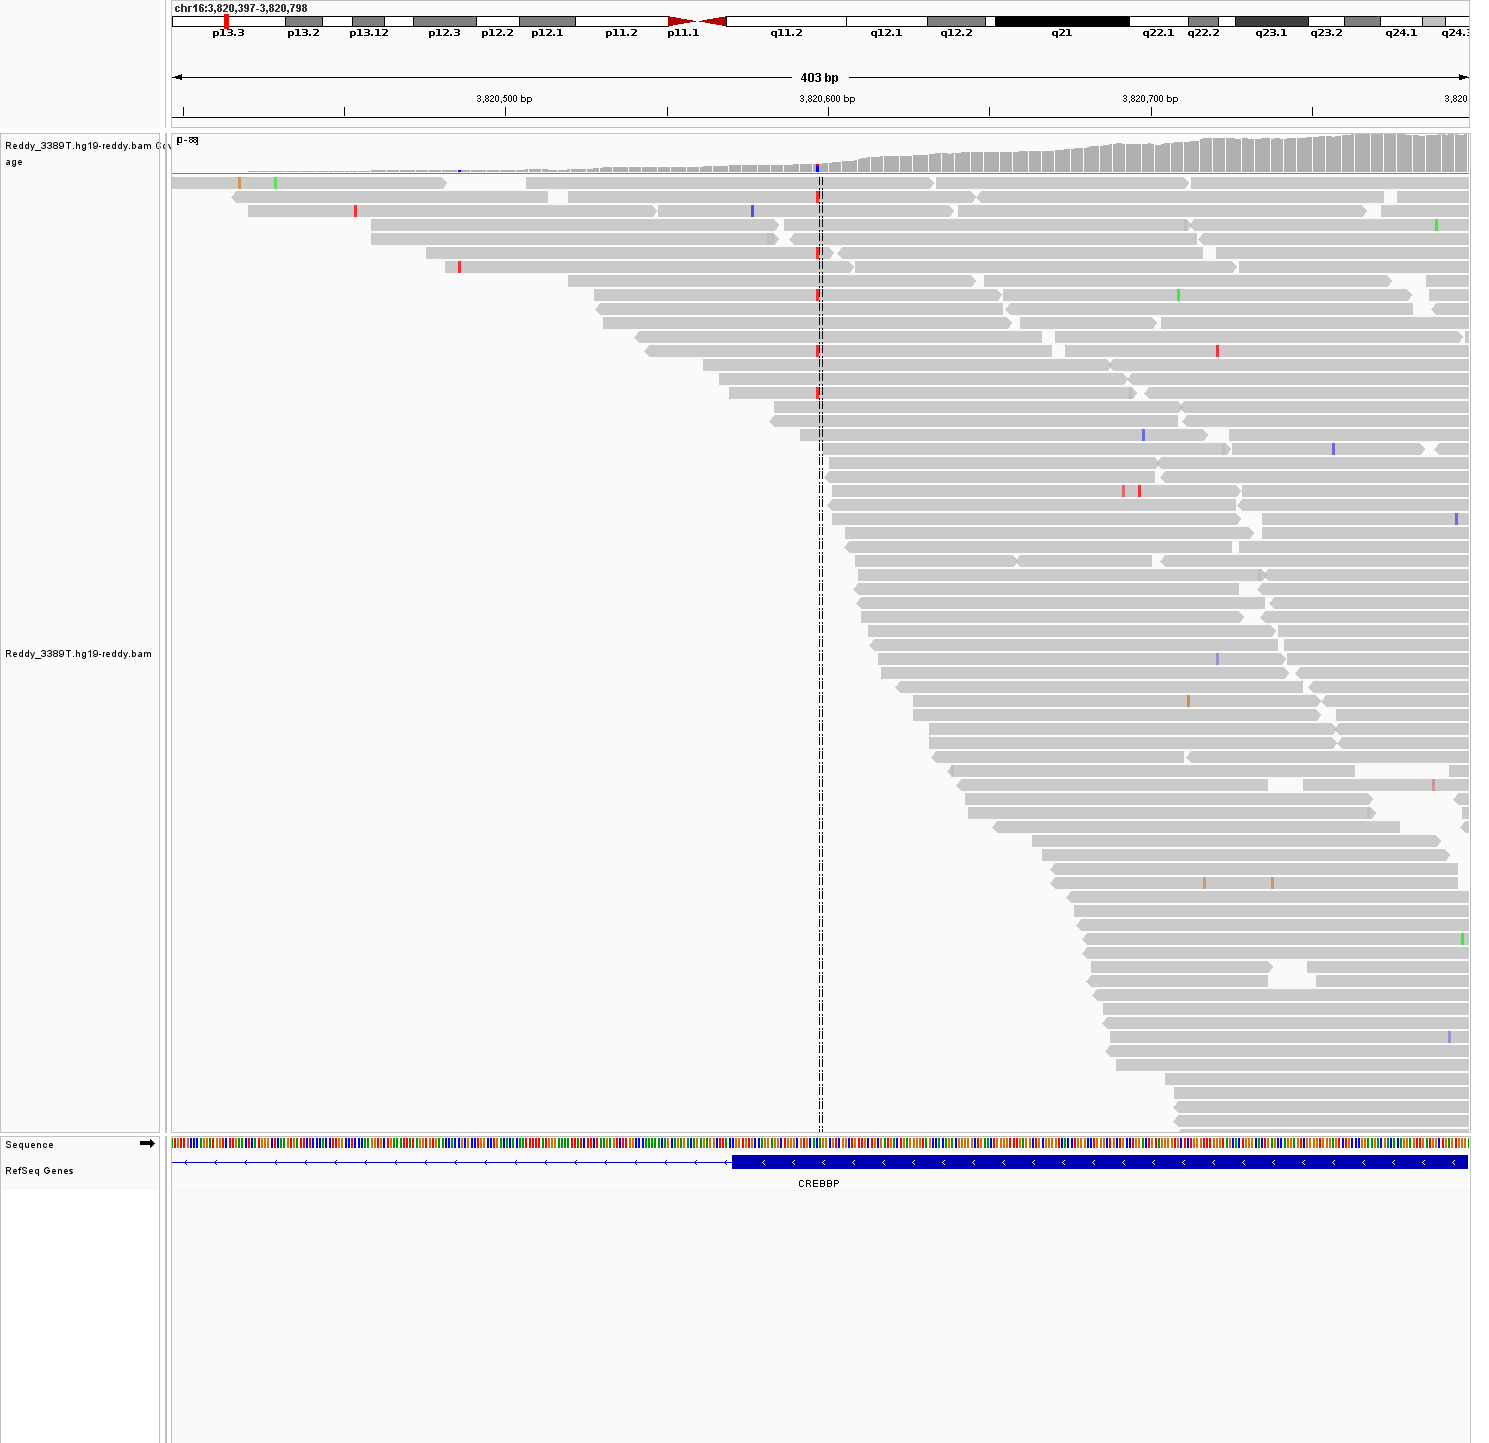 chr16:3,820,397-3,820,798
p13.3 p13.2 p13.12 p12.3 p12.2 p12.1 p11.2 p11.1 q11.2 q12.1 q12.2 q21 q22.1 q22.2 q23.1 q23.2 q24.1 q24.3
403 bp
3,820,500 bp 3,820,600 bp 3,820,700 bp 3,820
Reddy_3389T.hg19-reddy.bam Cov
age
[0 - 88]
Reddy_3389T.hg19-reddy.bam
Sequence
RefSeq Genes
CREBBP